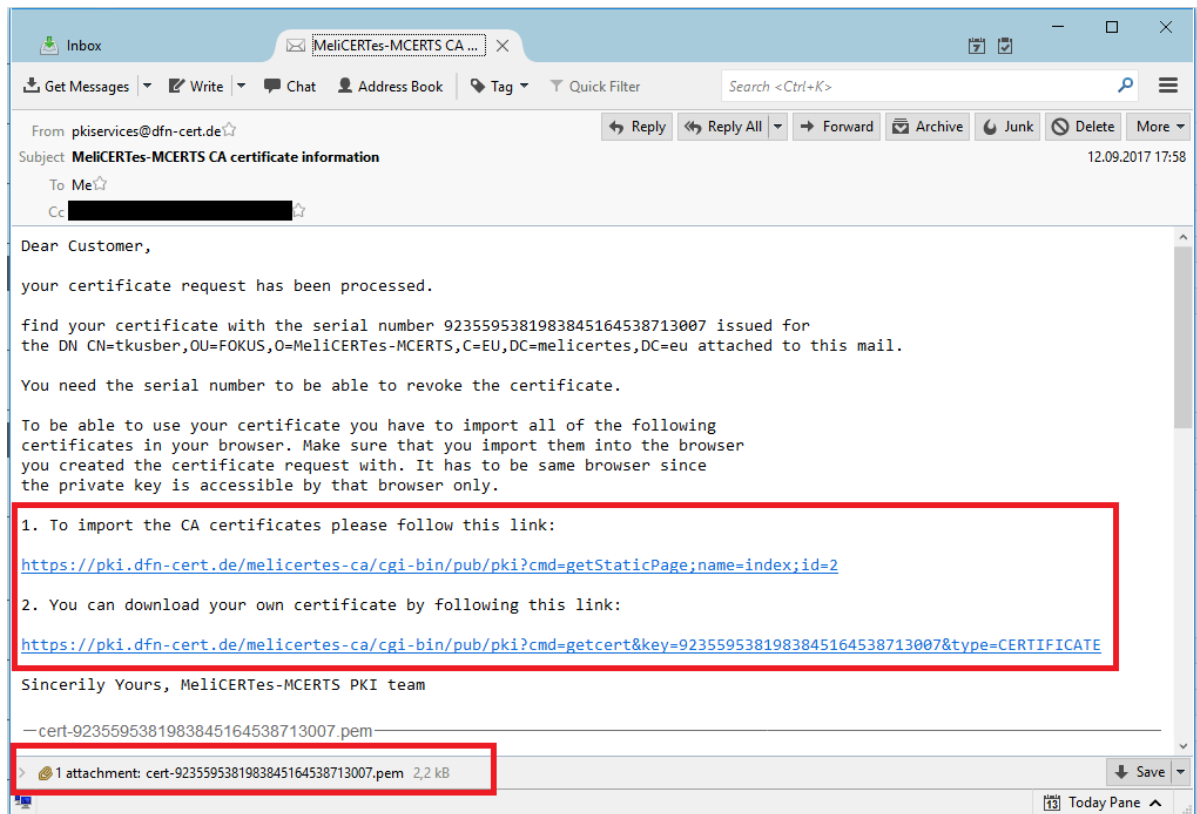 Inbox
MeliCERTes-MCERTS CA ...
Get Messages Write Chat Address Book Tag Quick Filter Search <Ctrl+K>
From pkiservices@dfn-cert.de Reply Reply All Forward Archive Junk Delete More
Subject MeliCERTes-MCERTS CA certificate information 12.09.2017 17:58
To Me
Cc
Dear Customer,
your certificate request has been processed.
find your certificate with the serial number 9235595381983845164538713007 issued for
the DN CN=tkusber,OU=FOKUS,O=MeliCERTes-MCERTS,C=EU,DC=melicertes,DC=eu attached to this mail.
You need the serial number to be able to revoke the certificate.
To be able to use your certificate you have to import all of the following
certificates in your browser. Make sure that you import them into the browser
you created the certificate request with. It has to be same browser since
the private key is accessible by that browser only.
1. To import the CA certificates please follow this link:
https://pki.dfn-cert.de/melicertes-ca/cgi-bin/pub/pki?cmd=getStaticPage;name=index;id=2
2. You can download your own certificate by following this link:
https://pki.dfn-cert.de/melicertes-ca/cgi-bin/pub/pki?cmd=getcert&key=9235595381983845164538713007&type=CERTIFICATE
Sincerily Yours, MeliCERTes-MCERTS PKI team
cert-9235595381983845164538713007.pem
1 attachment: cert-9235595381983845164538713007.pem 2,2 kB Save
13 Today Pane